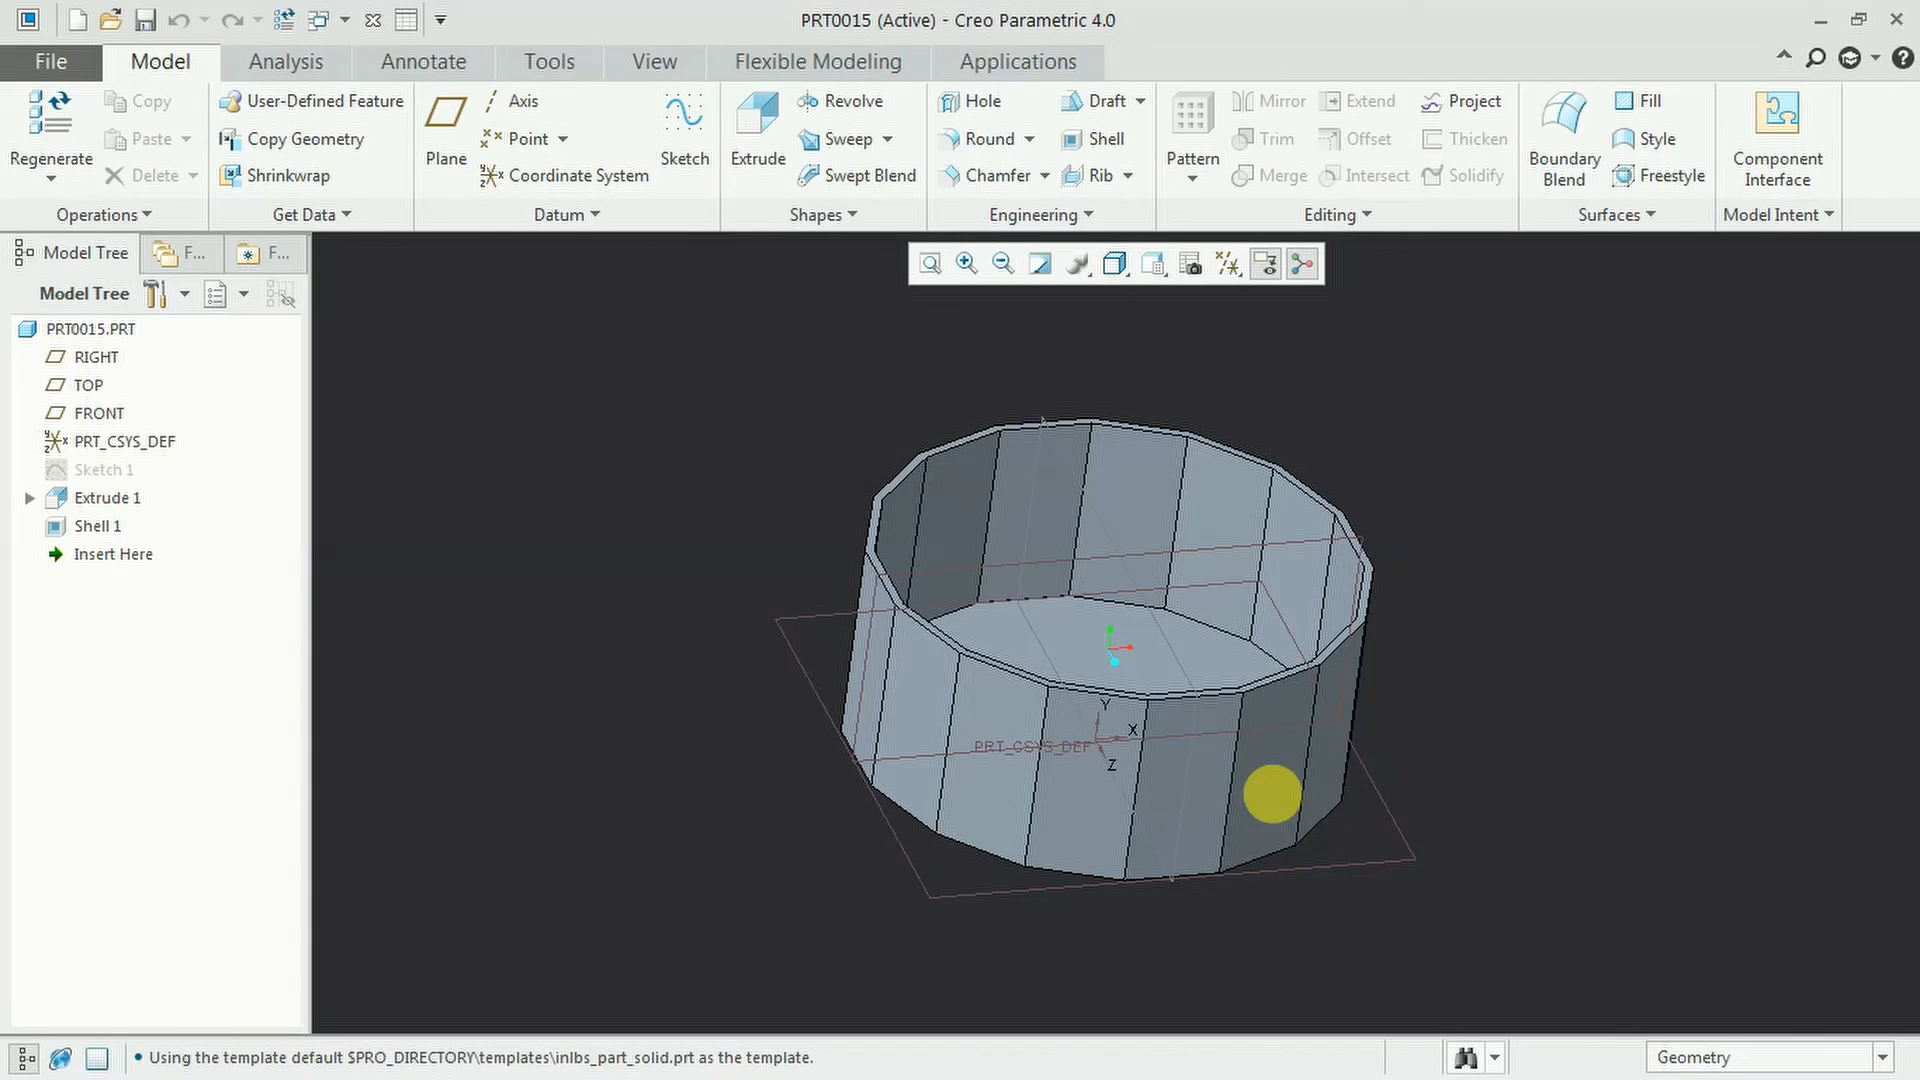 PRT0015 (Active) - Creo Parametric 4.0
File Model Analysis Annotate Tools View Flexible Modeling Applications
Regenerate Copy Paste Delete
User-Defined Feature
Copy Geometry
Shrinkwrap
Plane Axis Point Coordinate System Sketch
Extrude Revolve Sweep Swept Blend
Hole Round Chamfer Draft Shell Rib
Pattern Mirror Trim Merge Extend Offset Intersect Project Thicken Solidify
Boundary Blend Fill Style Freestyle
Component Interface
Operations Get Data Datum Shapes Engineering Editing Surfaces Model Intent
Model Tree F... F...
Model Tree
PRT0015.PRT
RIGHT
TOP
FRONT
PRT_CSYS_DEF
Sketch 1
Extrude 1
Shell 1
Insert Here
Y
X
PRT_CSYS_DEF
Z
Using the template default $PRO_DIRECTORY\templates\inlbs_part_solid.prt as the template.
Geometry